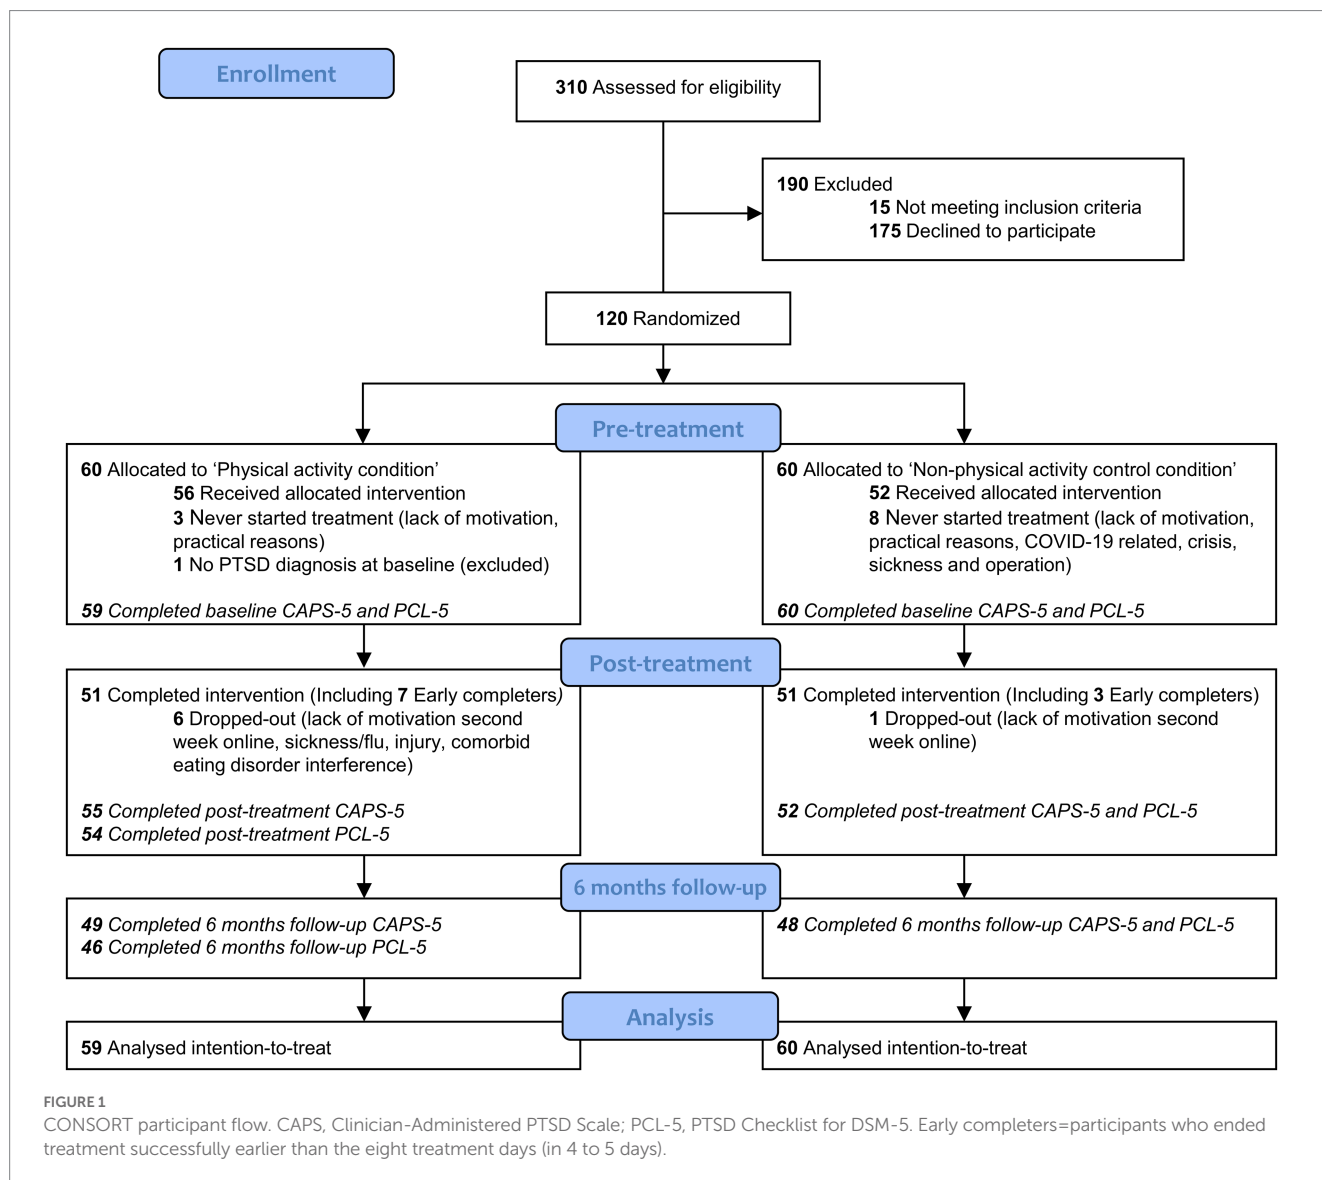 Enrollment
310 Assessed for eligibility
190 Excluded
15 Not meeting inclusion criteria
175 Declined to participate
120 Randomized
Pre-treatment
60 Allocated to ‘Physical activity condition’
56 Received allocated intervention
3 Never started treatment (lack of motivation,
practical reasons)
1 No PTSD diagnosis at baseline (excluded)
59 Completed baseline CAPS-5 and PCL-5
60 Allocated to ‘Non-physical activity control condition’
52 Received allocated intervention
8 Never started treatment (lack of motivation,
practical reasons, COVID-19 related, crisis,
sickness and operation)
60 Completed baseline CAPS-5 and PCL-5
Post-treatment
51 Completed intervention (Including 7 Early completers)
6 Dropped-out (lack of motivation second
week online, sickness/flu, injury, comorbid
eating disorder interference)
55 Completed post-treatment CAPS-5
54 Completed post-treatment PCL-5
51 Completed intervention (Including 3 Early completers)
1 Dropped-out (lack of motivation second
week online)
52 Completed post-treatment CAPS-5 and PCL-5
6 months follow-up
49 Completed 6 months follow-up CAPS-5
46 Completed 6 months follow-up PCL-5
48 Completed 6 months follow-up CAPS-5 and PCL-5
Analysis
59 Analysed intention-to-treat
60 Analysed intention-to-treat
FIGURE 1
CONSORT participant flow. CAPS, Clinician-Administered PTSD Scale; PCL-5, PTSD Checklist for DSM-5. Early completers=participants who ended
treatment successfully earlier than the eight treatment days (in 4 to 5 days).